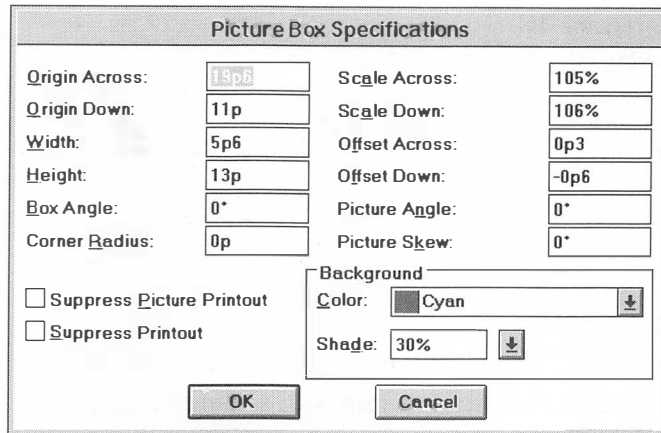 Picture Box Specifications
Origin Across: 19p6
Origin Down: 11p
Width: 5p6
Height: 13p
Box Angle: 0°
Corner Radius: 0p
Scale Across: 105%
Scale Down: 106%
Offset Across: 0p3
Offset Down: -0p6
Picture Angle: 0°
Picture Skew: 0°
Suppress Picture Printout
Suppress Printout
Background
Color: Cyan
Shade: 30%
OK
Cancel